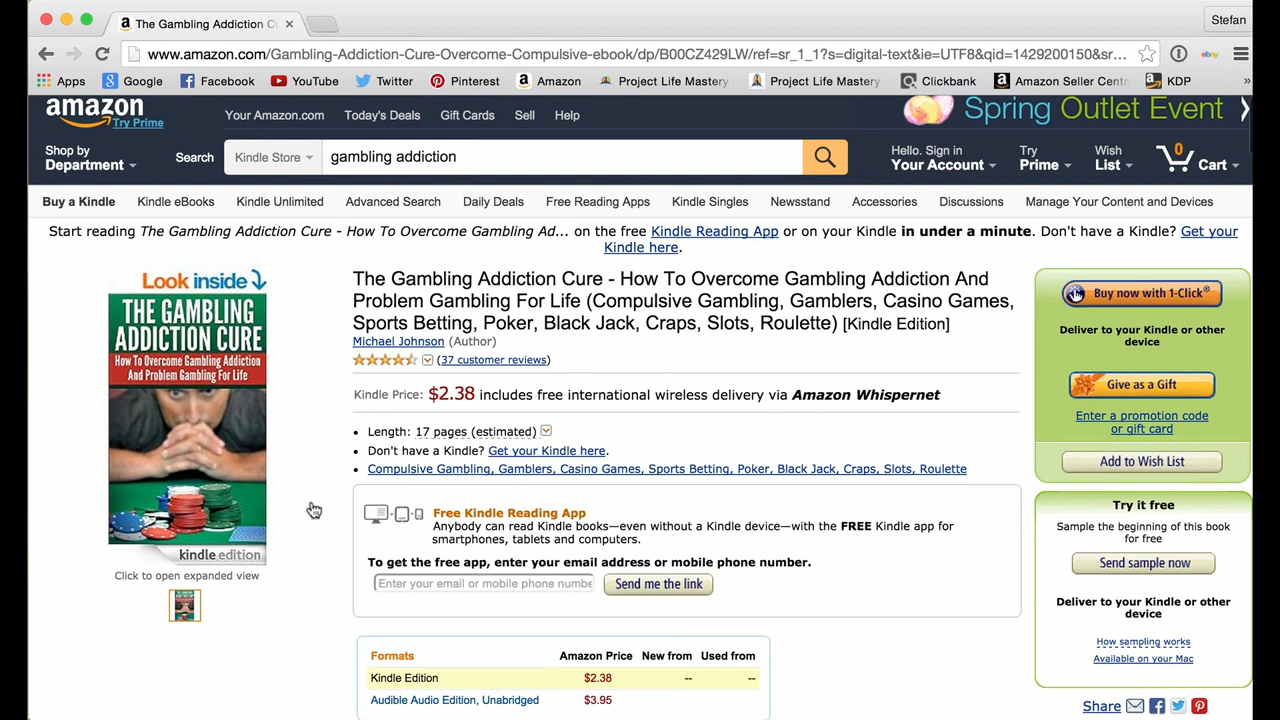 The Gambling Addiction C
Stefan
www.amazon.com/Gambling-Addiction-Cure-Overcome-Compulsive-ebook/dp/B00CZ429LW/ref=sr_1_1?s=digital-text&ie=UTF8&qid=1429200150&sr...
Apps Google Facebook YouTube Twitter Pinterest Amazon Project Life Mastery Project Life Mastery Clickbank Amazon Seller Centr KDP »
amazon Try Prime
Your Amazon.com Today's Deals Gift Cards Sell Help
Spring Outlet Event
Shop by Department
Search Kindle Store gambling addiction
Hello. Sign in Your Account
Try Prime
Wish List
0 Cart
Buy a Kindle Kindle eBooks Kindle Unlimited Advanced Search Daily Deals Free Reading Apps Kindle Singles Newsstand Accessories Discussions Manage Your Content and Devices
Start reading The Gambling Addiction Cure - How To Overcome Gambling Ad... on the free Kindle Reading App or on your Kindle in under a minute. Don't have a Kindle? Get your
Kindle here.
Look inside
THE GAMBLING
ADDICTION CURE
How To Overcome Gambling Addiction
And Problem Gambling For Life
kindle edition
Click to open expanded view
The Gambling Addiction Cure - How To Overcome Gambling Addiction And
Problem Gambling For Life (Compulsive Gambling, Gamblers, Casino Games,
Sports Betting, Poker, Black Jack, Craps, Slots, Roulette) [Kindle Edition]
Michael Johnson (Author)
(37 customer reviews)
Kindle Price: $2.38 includes free international wireless delivery via Amazon Whispernet
• Length: 17 pages (estimated)
• Don't have a Kindle? Get your Kindle here.
• Compulsive Gambling, Gamblers, Casino Games, Sports Betting, Poker, Black Jack, Craps, Slots, Roulette
Free Kindle Reading App
Anybody can read Kindle books—even without a Kindle device—with the FREE Kindle app for
smartphones, tablets and computers.
To get the free app, enter your email address or mobile phone number.
Enter your email or mobile phone numbe Send me the link
Formats Amazon Price New from Used from
Kindle Edition $2.38 -- --
Audible Audio Edition, Unabridged $3.95
Buy now with 1-Click®
Deliver to your Kindle or other
device
Give as a Gift
Enter a promotion code
or gift card
Add to Wish List
Try it free
Sample the beginning of this book
for free
Send sample now
Deliver to your Kindle or other
device
How sampling works
Available on your Mac
Share